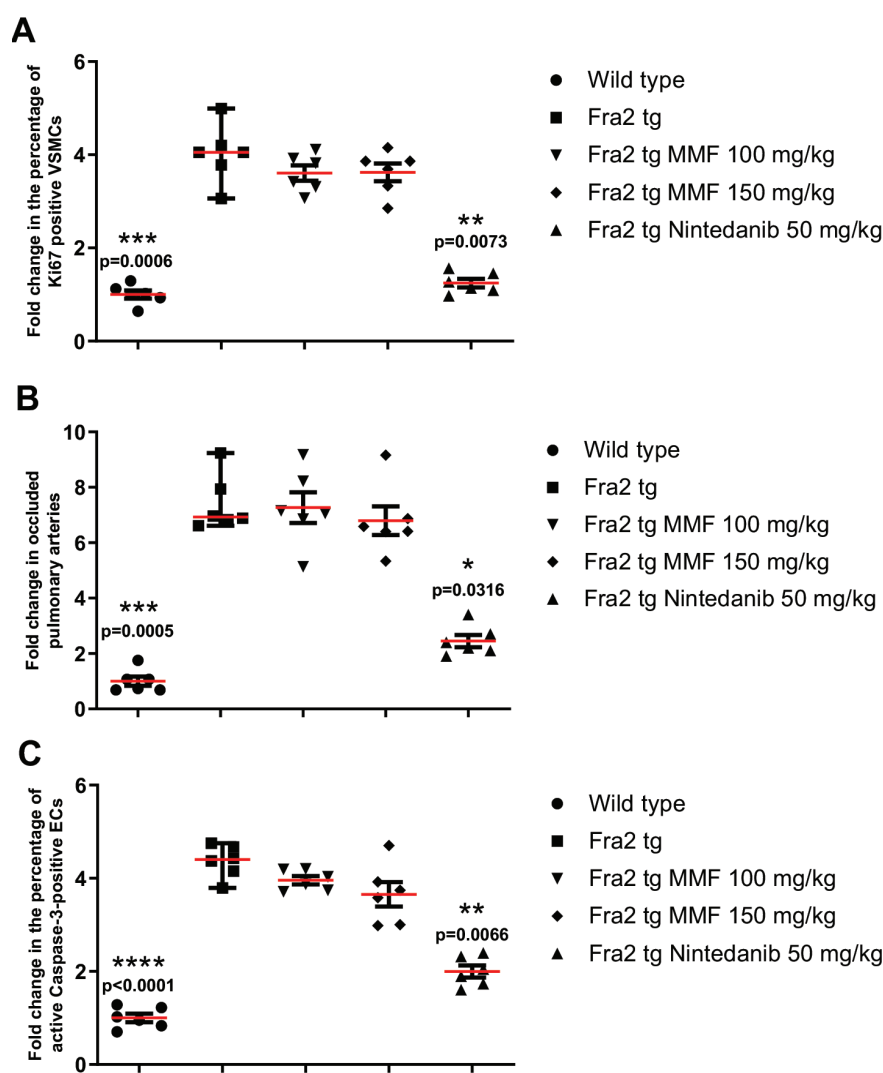 A
Fold change in the percentage of
Ki67 positive VSMCs
6
4
2
0
***
p=0.0006
**
p=0.0073
Wild type
Fra2 tg
Fra2 tg MMF 100 mg/kg
Fra2 tg MMF 150 mg/kg
Fra2 tg Nintedanib 50 mg/kg
B
Fold change in occluded
pulmonary arteries
10
8
6
4
2
0
***
p=0.0005
*
p=0.0316
Wild type
Fra2 tg
Fra2 tg MMF 100 mg/kg
Fra2 tg MMF 150 mg/kg
Fra2 tg Nintedanib 50 mg/kg
C
Fold change in the percentage of
active Caspase-3-positive ECs
6
4
2
0
****
p<0.0001
**
p=0.0066
Wild type
Fra2 tg
Fra2 tg MMF 100 mg/kg
Fra2 tg MMF 150 mg/kg
Fra2 tg Nintedanib 50 mg/kg